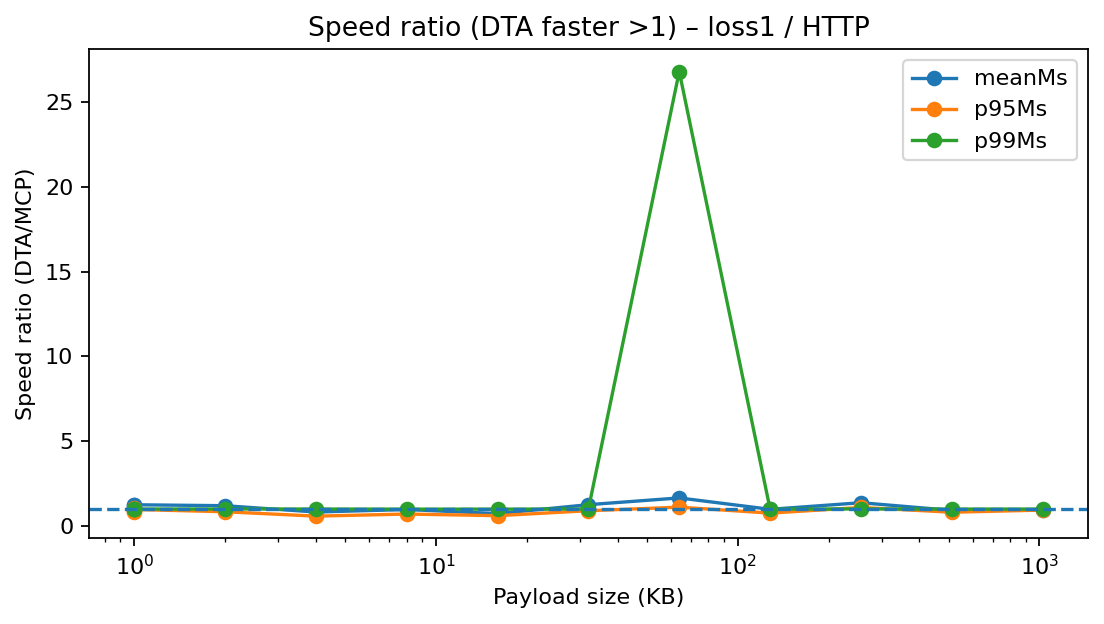 Speed ratio (DTA faster >1) – loss1 / HTTP
Speed ratio (DTA/MCP)
25
20
15
10
5
0
meanMs
p95Ms
p99Ms
10⁰
10¹
10²
10³
Payload size (KB)